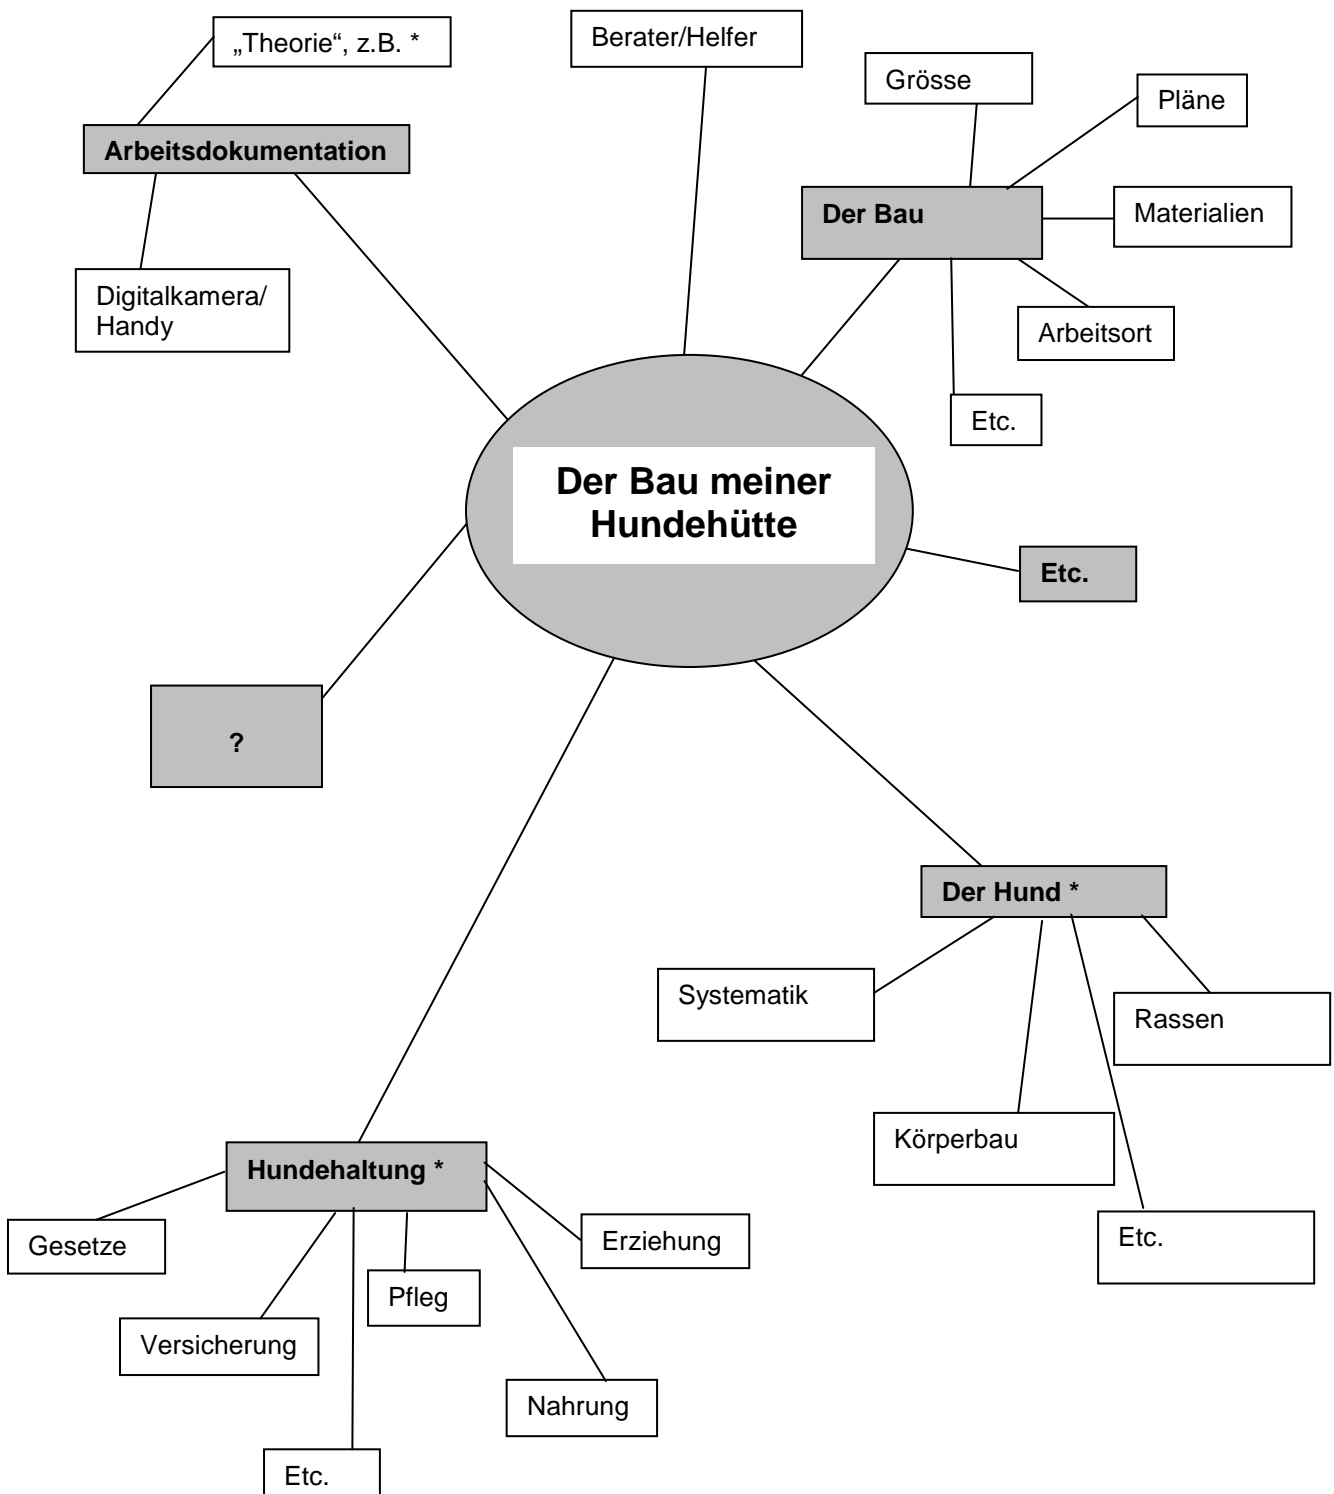 „Theorie“, z.B. *
Berater/Helfer
Grösse
Pläne
Arbeitsdokumentation
Der Bau
Materialien
Digitalkamera/
Handy
Arbeitsort
Etc.
Der Bau meiner
Hundehütte
Etc.
?
Der Hund *
Systematik
Rassen
Körperbau
Etc.
Hundehaltung *
Gesetze
Erziehung
Pfleg
Versicherung
Nahrung
Etc.